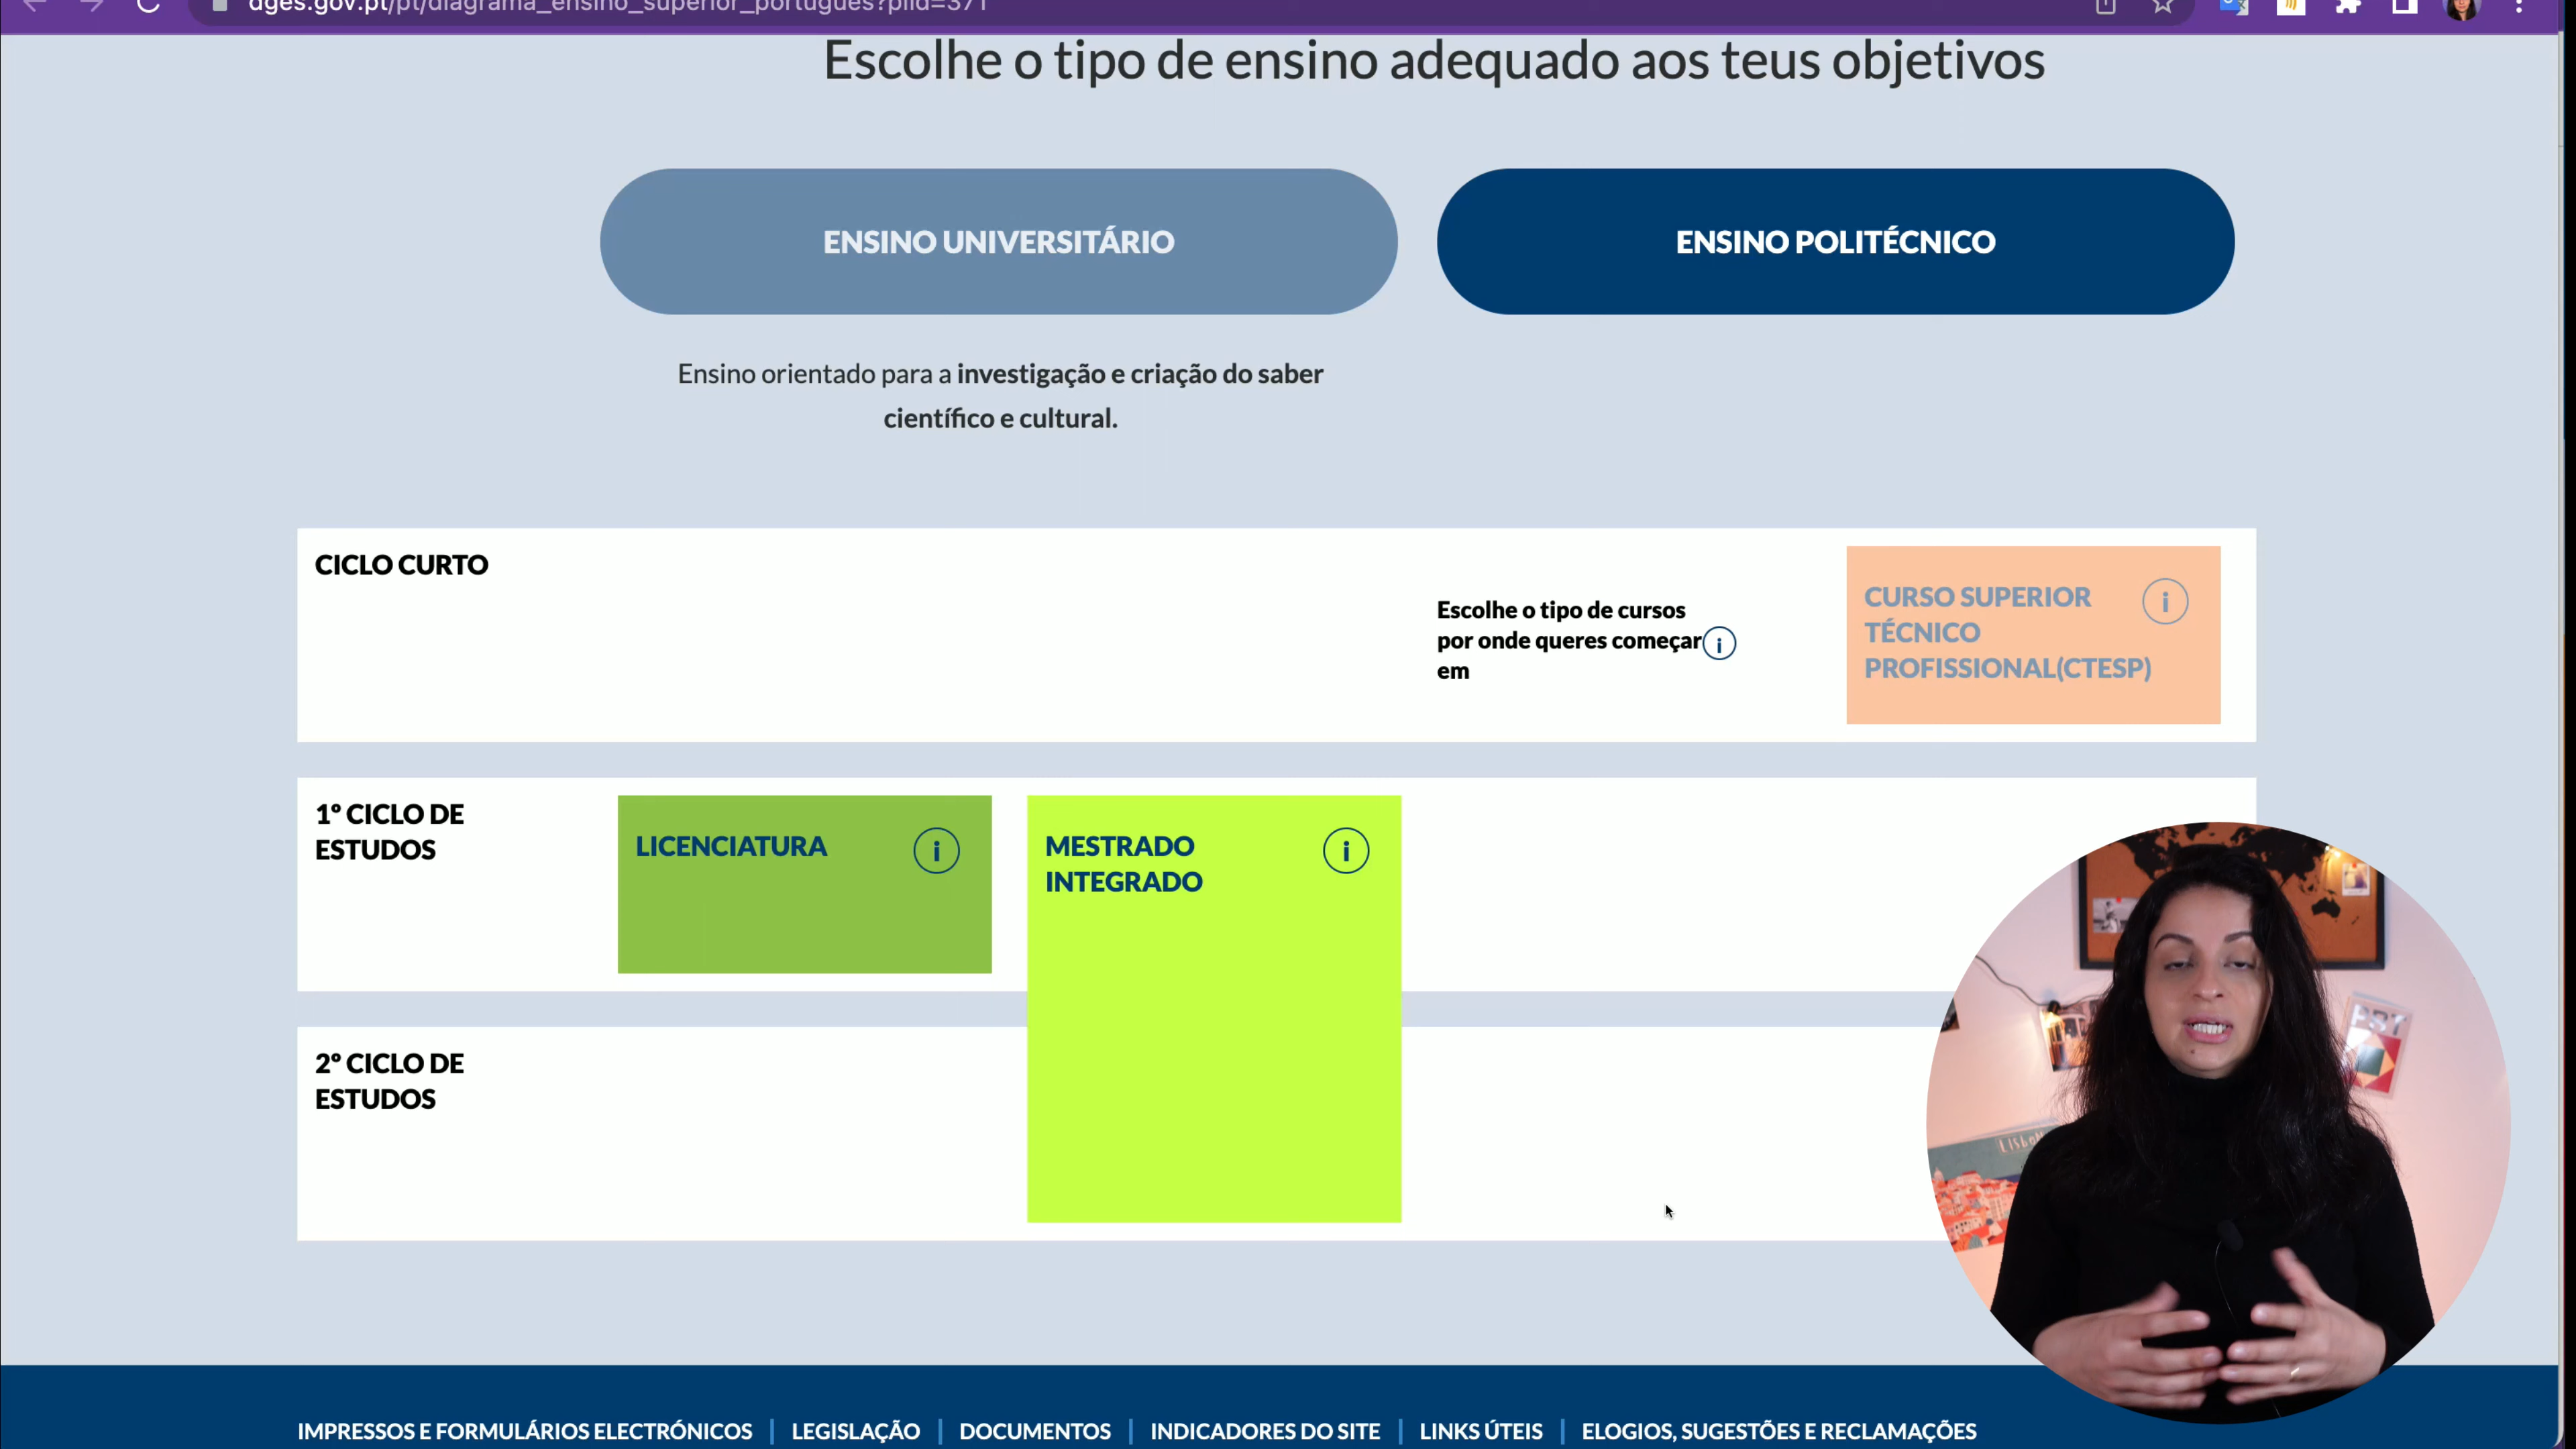 dges.gov.pt/pt/diagrama_ensino_superior_portugues?plid=371
Escolhe o tipo de ensino adequado aos teus objetivos
ENSINO UNIVERSITÁRIO
ENSINO POLITÉCNICO
Ensino orientado para a investigação e criação do saber
científico e cultural.
CICLO CURTO
Escolhe o tipo de cursos
por onde queres começar
em
CURSO SUPERIOR
TÉCNICO
PROFISSIONAL(CTESP)
1º CICLO DE
ESTUDOS
LICENCIATURA
MESTRADO
INTEGRADO
2º CICLO DE
ESTUDOS
IMPRESSOS E FORMULÁRIOS ELECTRÓNICOS | LEGISLAÇÃO | DOCUMENTOS | INDICADORES DO SITE | LINKS ÚTEIS | ELOGIOS, SUGESTÕES E RECLAMAÇÕES